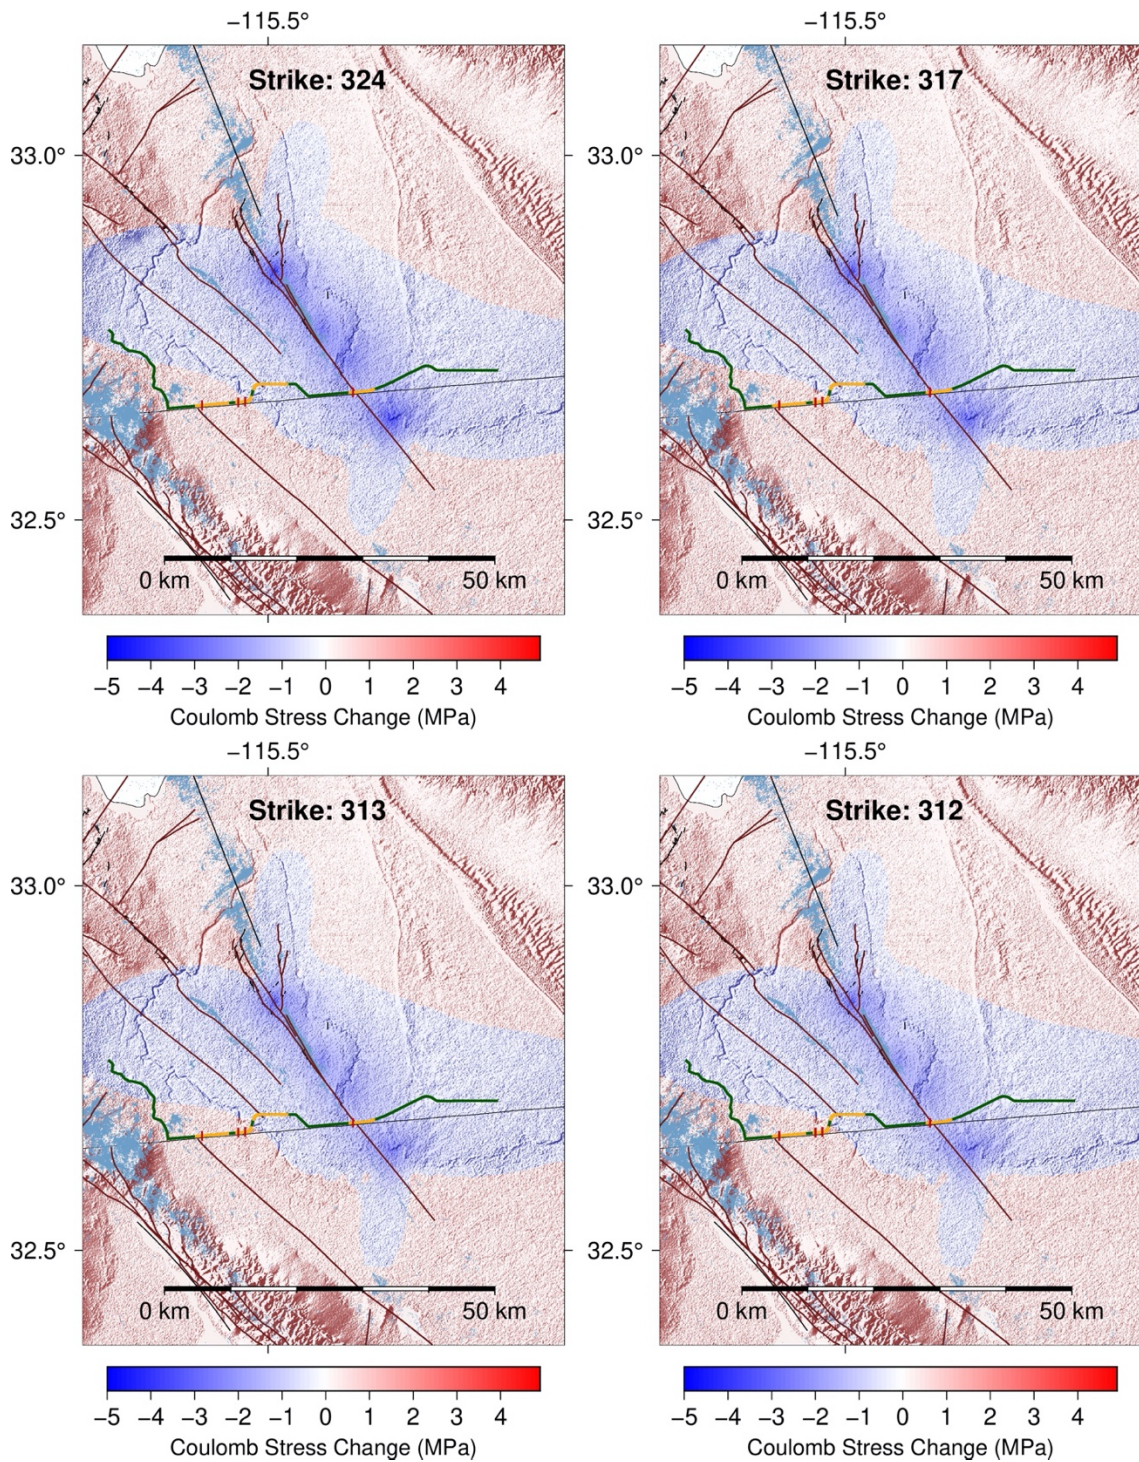 −115.5° −115.5°
Strike: 324 Strike: 317
33.0° 33.0°
32.5° 32.5°
0 km 50 km 0 km 50 km
−5 −4 −3 −2 −1 0 1 2 3 4 −5 −4 −3 −2 −1 0 1 2 3 4
Coulomb Stress Change (MPa) Coulomb Stress Change (MPa)
−115.5° −115.5°
Strike: 313 Strike: 312
33.0° 33.0°
32.5° 32.5°
0 km 50 km 0 km 50 km
−5 −4 −3 −2 −1 0 1 2 3 4 −5 −4 −3 −2 −1 0 1 2 3 4
Coulomb Stress Change (MPa) Coulomb Stress Change (MPa)